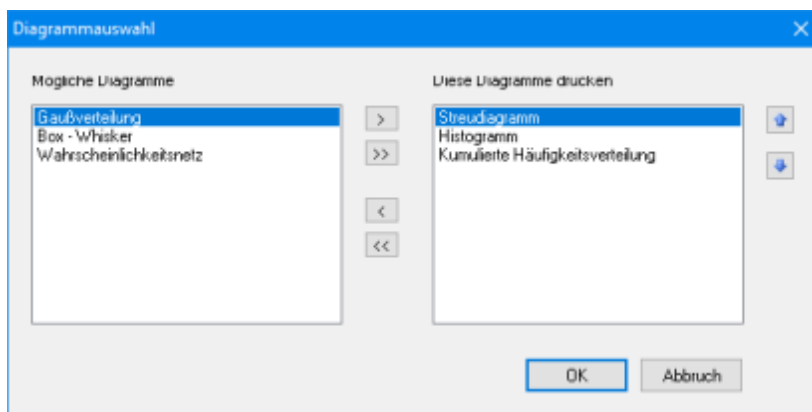 Diagrammauswahl
Mögliche Diagramme
Gaußverteilung
Box - Whisker
Wahrscheinlichkeitsnetz
>
>>
<
<<
Diese Diagramme drucken
Streudiagramm
Histogramm
Kumulierte Häufigkeitsverteilung
OK
Abbruch